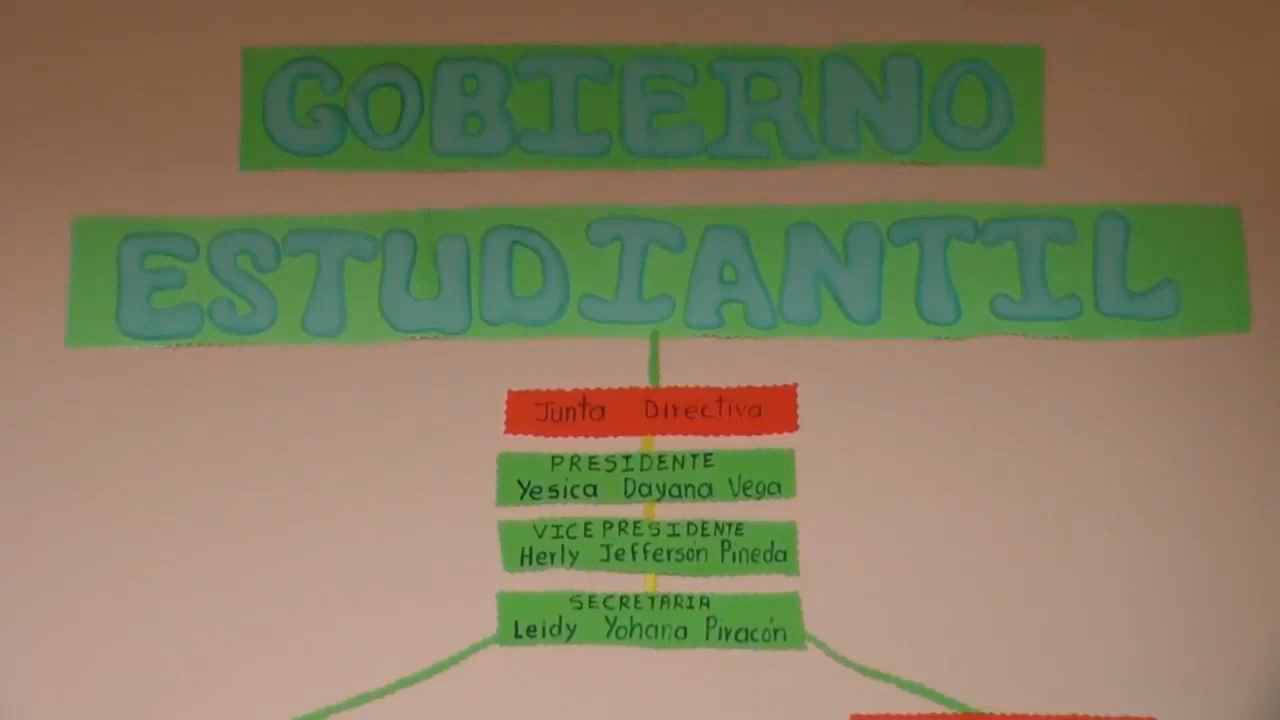 GOBIERNO
ESTUDIANTIL
Junta Directiva
PRESIDENTE
Yesica Dayana Vega
VICEPRESIDENTE
Herly Jefferson Pineda
SECRETARIA
Leidy Yohana Piracón